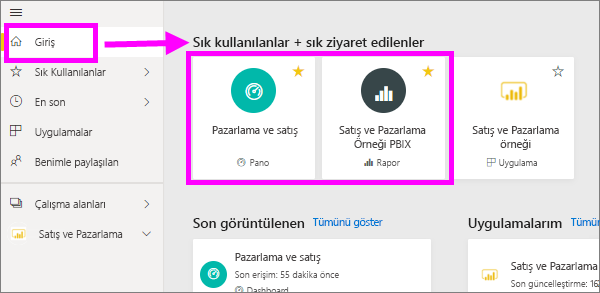 Giriş
Sık Kullanılanlar
En son
Uygulamalar
Benimle paylaşılan
Çalışma alanları
Satış ve Pazarlama
Sık kullanılanlar + sık ziyaret edilenler
Pazarlama ve satış
Pano
Satış ve Pazarlama
Örneği PBIX
Rapor
Satış ve Pazarlama
örneği
Uygulama
Son görüntülenen Tümünü göster
Pazarlama ve satış
Son erişim: 55 dakika önce
Dashboard
Uygulamalarım
Satış ve Pazarlama
Son güncelleştirme: